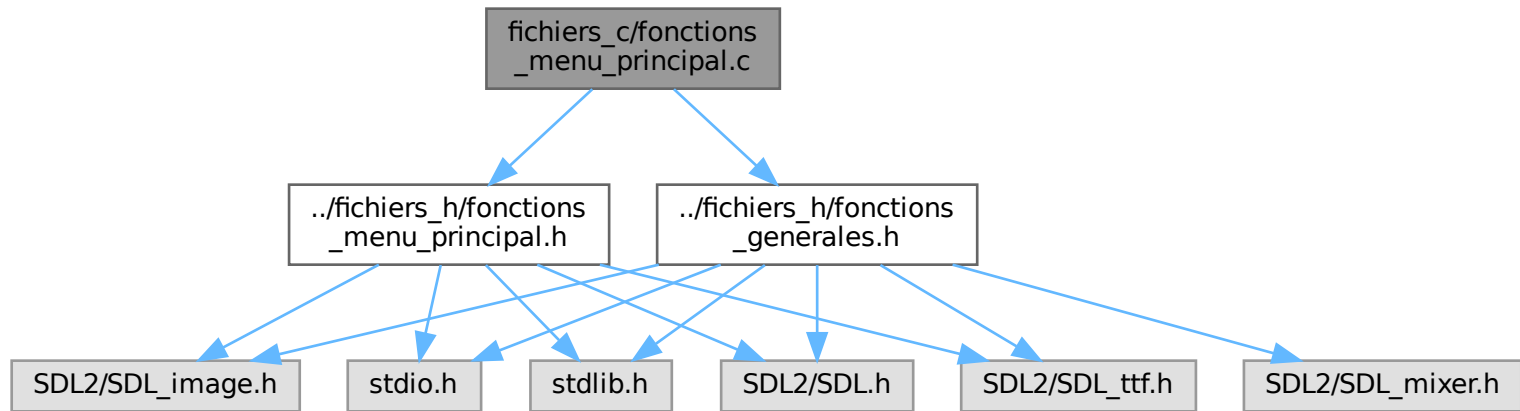 fichiers_c/fonctions
_menu_principal.c
../fichiers_h/fonctions
_menu_principal.h
../fichiers_h/fonctions
_generales.h
SDL2/SDL_image.h
stdio.h
stdlib.h
SDL2/SDL.h
SDL2/SDL_ttf.h
SDL2/SDL_mixer.h